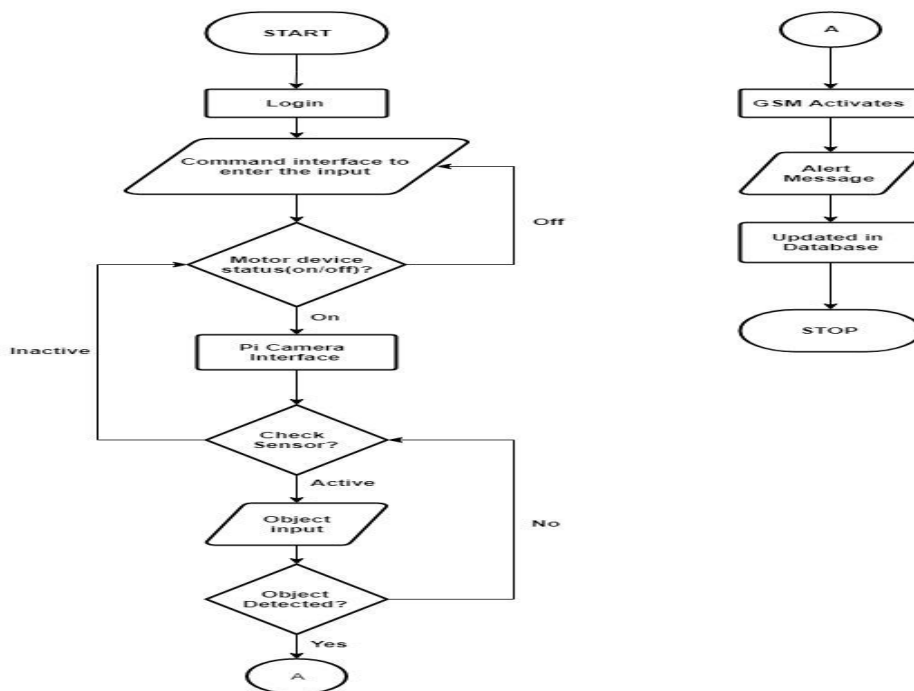 START
Login
Command interface to
enter the input
Off
Motor device
status(on/off)?
On
Inactive
Pi Camera
Interface
Check
Sensor?
Active
Object
input
No
Object
Detected?
Yes
A
A
GSM Activates
Alert
Message
Updated in
Database
STOP